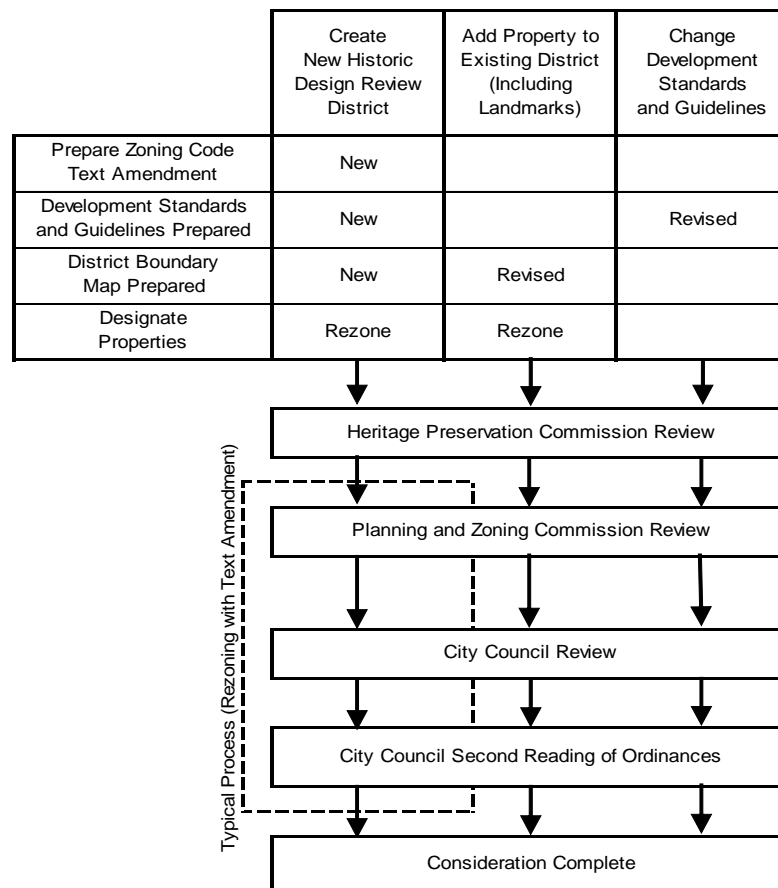 Create
New Historic
Design Review
District
Add Property to
Existing District
(Including
Landmarks)
Change
Development
Standards
and Guidelines
Prepare Zoning Code
Text Amendment
New
Development Standards
and Guidelines Prepared
New
Revised
District Boundary
Map Prepared
New
Revised
Designate
Properties
Rezone
Rezone
Heritage Preservation Commission Review
Typical Process (Rezoning with Text Amendment)
Planning and Zoning Commission Review
City Council Review
City Council Second Reading of Ordinances
Consideration Complete